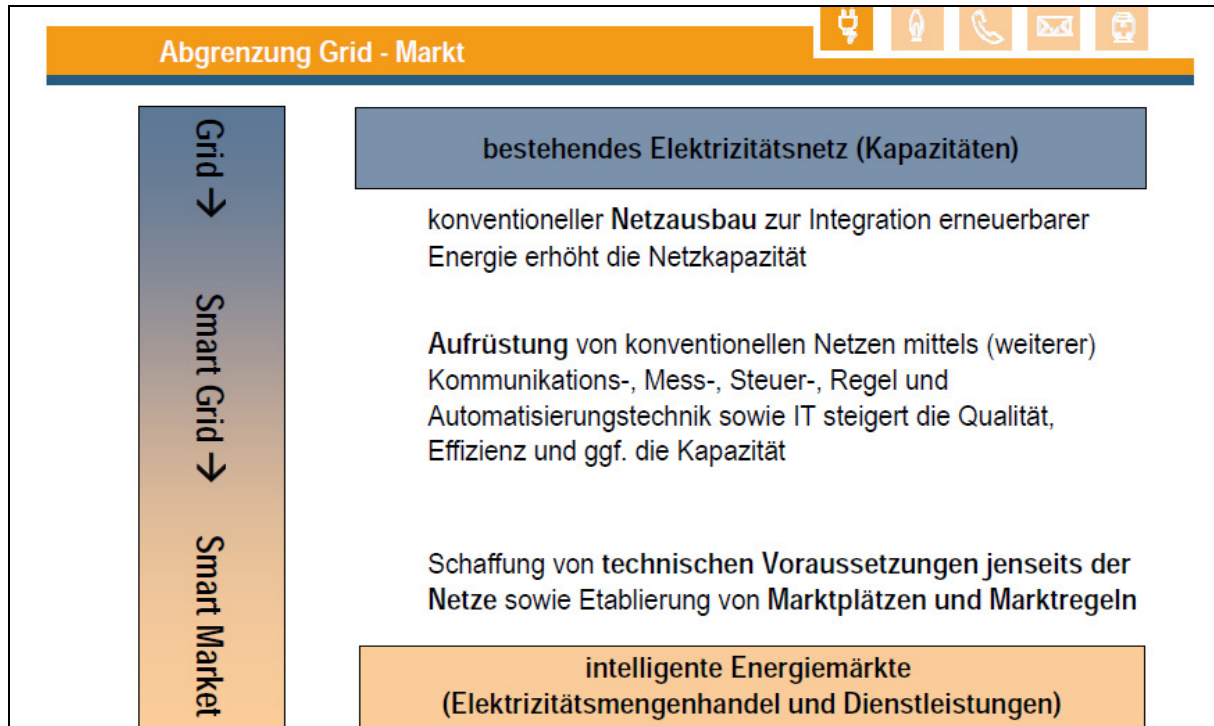 Abgrenzung Grid - Markt
Grid →
Smart Grid →
Smart Market
bestehendes Elektrizitätsnetz (Kapazitäten)
konventioneller Netzausbau zur Integration erneuerbarer
Energie erhöht die Netzkapazität
Aufrüstung von konventionellen Netzen mittels (weiterer)
Kommunikations-, Mess-, Steuer-, Regel und
Automatisierungstechnik sowie IT steigert die Qualität,
Effizienz und ggf. die Kapazität
Schaffung von technischen Voraussetzungen jenseits der
Netze sowie Etablierung von Marktplätzen und Marktregeln
intelligente Energiemärkte
(Elektrizitätsmengenhandel und Dienstleistungen)